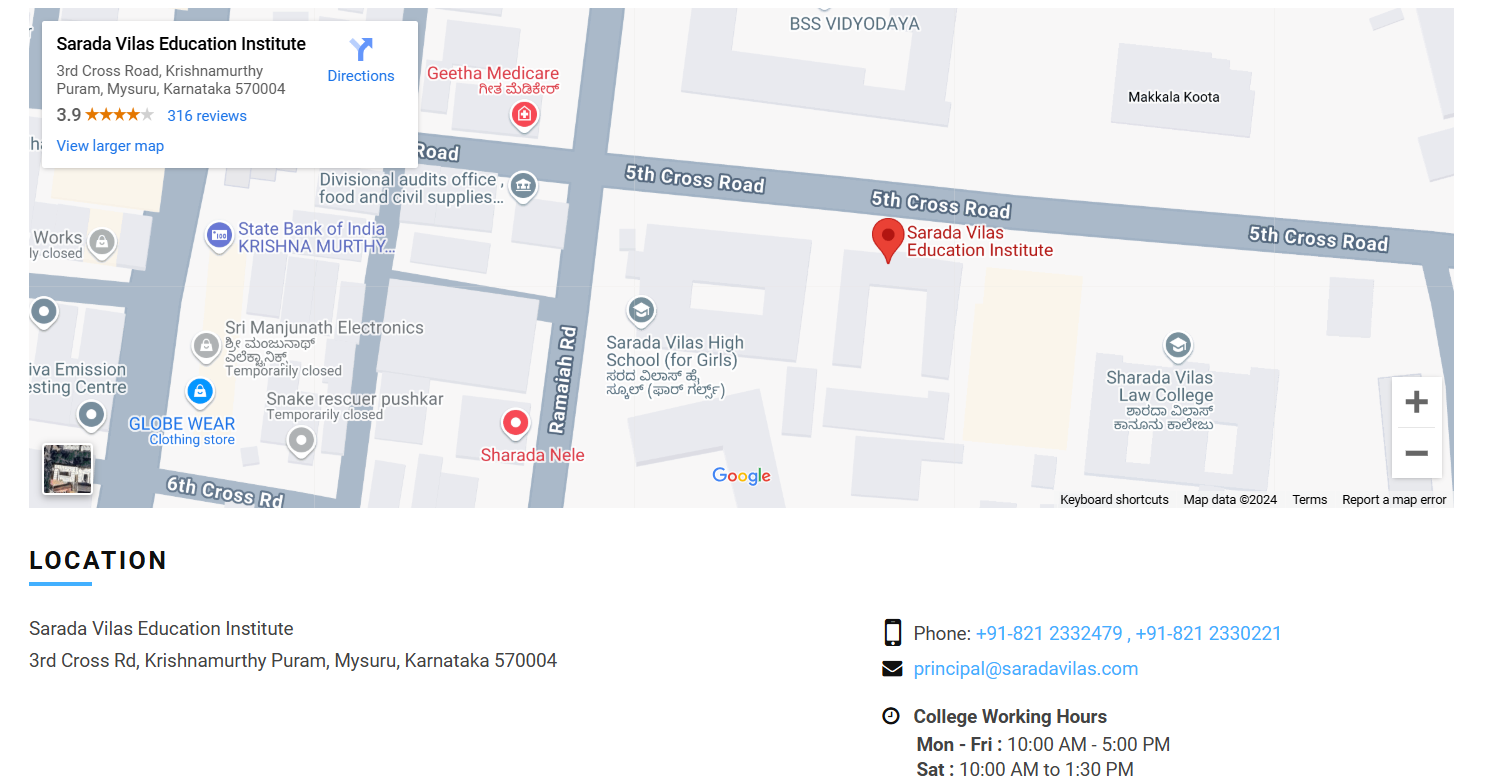 Sarada Vilas Education Institute
3rd Cross Road, Krishnamurthy
Puram, Mysuru, Karnataka 570004
3.9
316 reviews
View larger map
Directions
BSS VIDYODAYA
Geetha Medicare
ಗೀತ ಮೆಡಿಕೇರ್
Makkala Koota
Road
5th Cross Road
5th Cross Road
5th Cross Road
Divisional audits office ,
food and civil supplies...
State Bank of India
KRISHNA MURTHY...
Works
ly closed
Sarada Vilas
Education Institute
Sri Manjunath Electronics
ಶ್ರೀ ಮಂಜುನಾಥ್
ಎಲೆಕ್ಟ್ರಾನಿಕ್ಸ್
Temporarily closed
Sarada Vilas High
School (for Girls)
ಸರದ ವಿಲಾಸ್ ಹೈ
ಸ್ಕೂಲ್ (ಫಾರ್ ಗರ್ಲ್ಸ್)
Ramaiah Rd
iva Emission
esting Centre
Sharada Vilas
Law College
ಶಾರದಾ ವಿಲಾಸ್
ಕಾನೂನು ಕಾಲೇಜು
Snake rescuer pushkar
Temporarily closed
GLOBE WEAR
Clothing store
Sharada Nele
6th Cross Rd
Google
Keyboard shortcuts
Map data ©2024
Terms
Report a map error
LOCATION
Sarada Vilas Education Institute
3rd Cross Rd, Krishnamurthy Puram, Mysuru, Karnataka 570004
Phone: +91-821 2332479 , +91-821 2330221
principal@saradavilas.com
College Working Hours
Mon - Fri : 10:00 AM - 5:00 PM
Sat : 10:00 AM to 1:30 PM